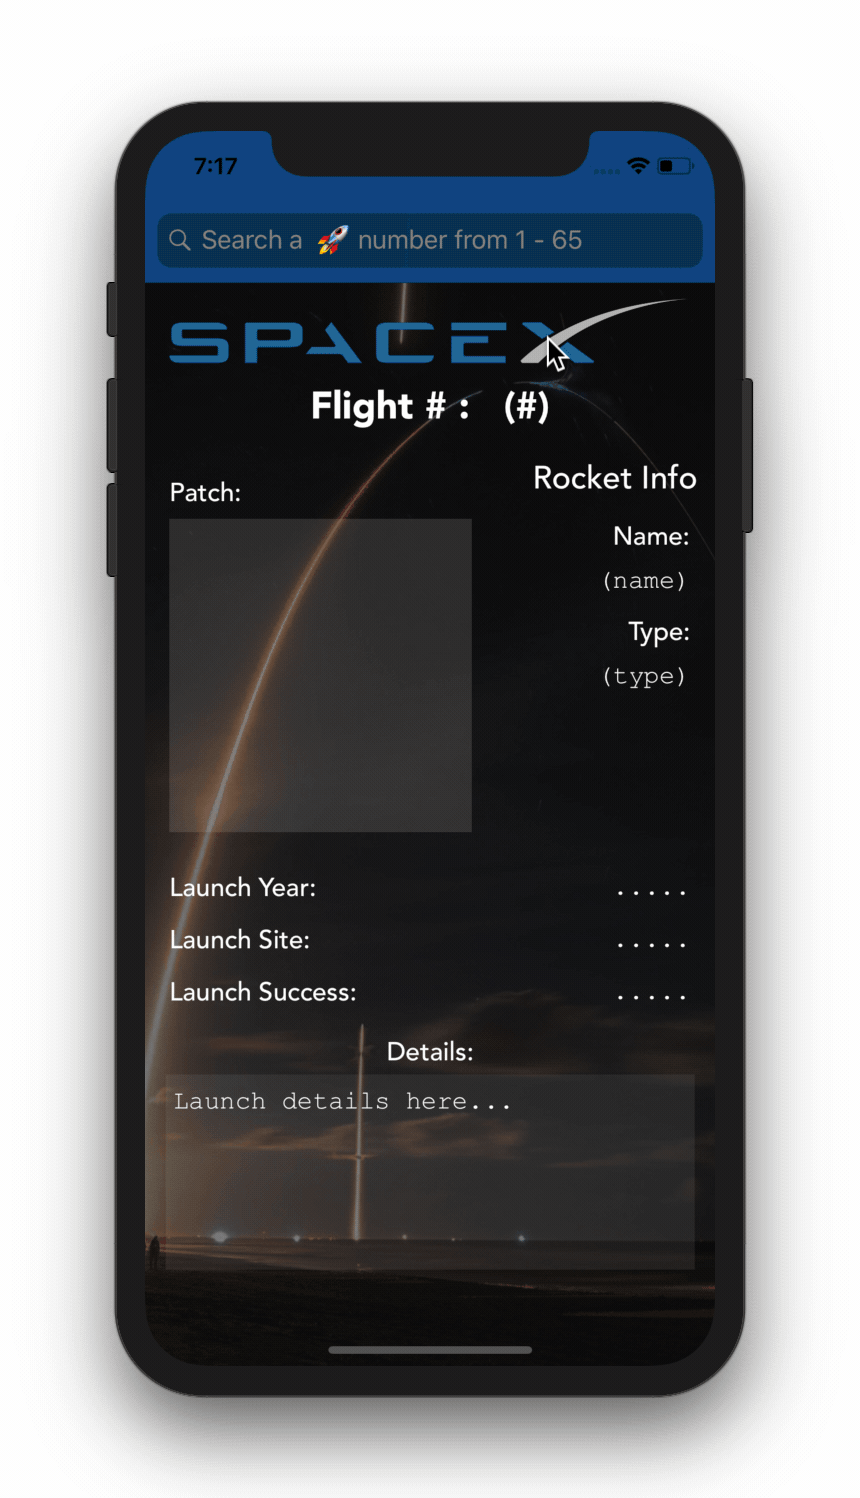 7:17
Search a 🚀 number from 1 - 65
SPACEX
Flight # : (#)
Patch:
Rocket Info
Name:
(name)
Type:
(type)
Launch Year: .....
Launch Site: .....
Launch Success: .....
Details:
Launch details here...